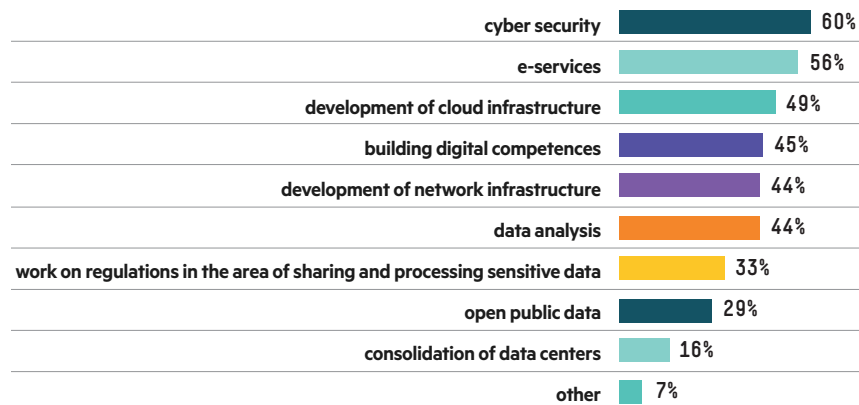 cyber security 60%
e-services 56%
development of cloud infrastructure 49%
building digital competences 45%
development of network infrastructure 44%
data analysis 44%
work on regulations in the area of sharing and processing sensitive data 33%
open public data 29%
consolidation of data centers 16%
other 7%